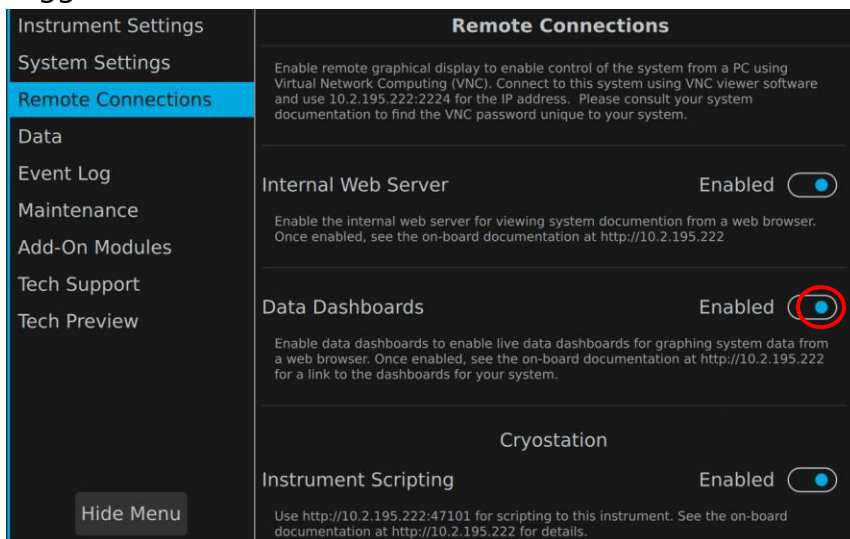 Instrument Settings
System Settings
Remote Connections
Data
Event Log
Maintenance
Add-On Modules
Tech Support
Tech Preview
Hide Menu
Remote Connections
Enable remote graphical display to enable control of the system from a PC using
Virtual Network Computing (VNC). Connect to this system using VNC viewer software
and use 10.2.195.222:2224 for the IP address. Please consult your system
documentation to find the VNC password unique to your system.
Internal Web Server Enabled
Enable the internal web server for viewing system documention from a web browser.
Once enabled, see the on-board documentation at http://10.2.195.222
Data Dashboards Enabled
Enable data dashboards to enable live data dashboards for graphing system data from
a web browser. Once enabled, see the on-board documentation at http://10.2.195.222
for a link to the dashboards for your system.
Cryostation
Instrument Scripting Enabled
Use http://10.2.195.222:47101 for scripting to this instrument. See the on-board
documentation at http://10.2.195.222 for details.